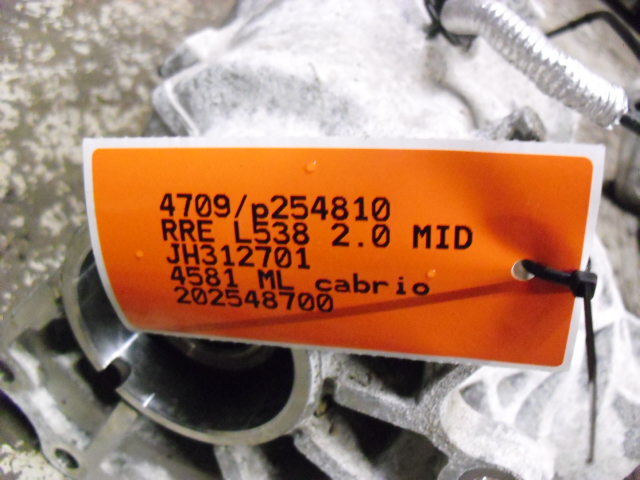 4709/p254810
RRE L538 2.0 MID
JH312701
4581 ML cabrio
202548700